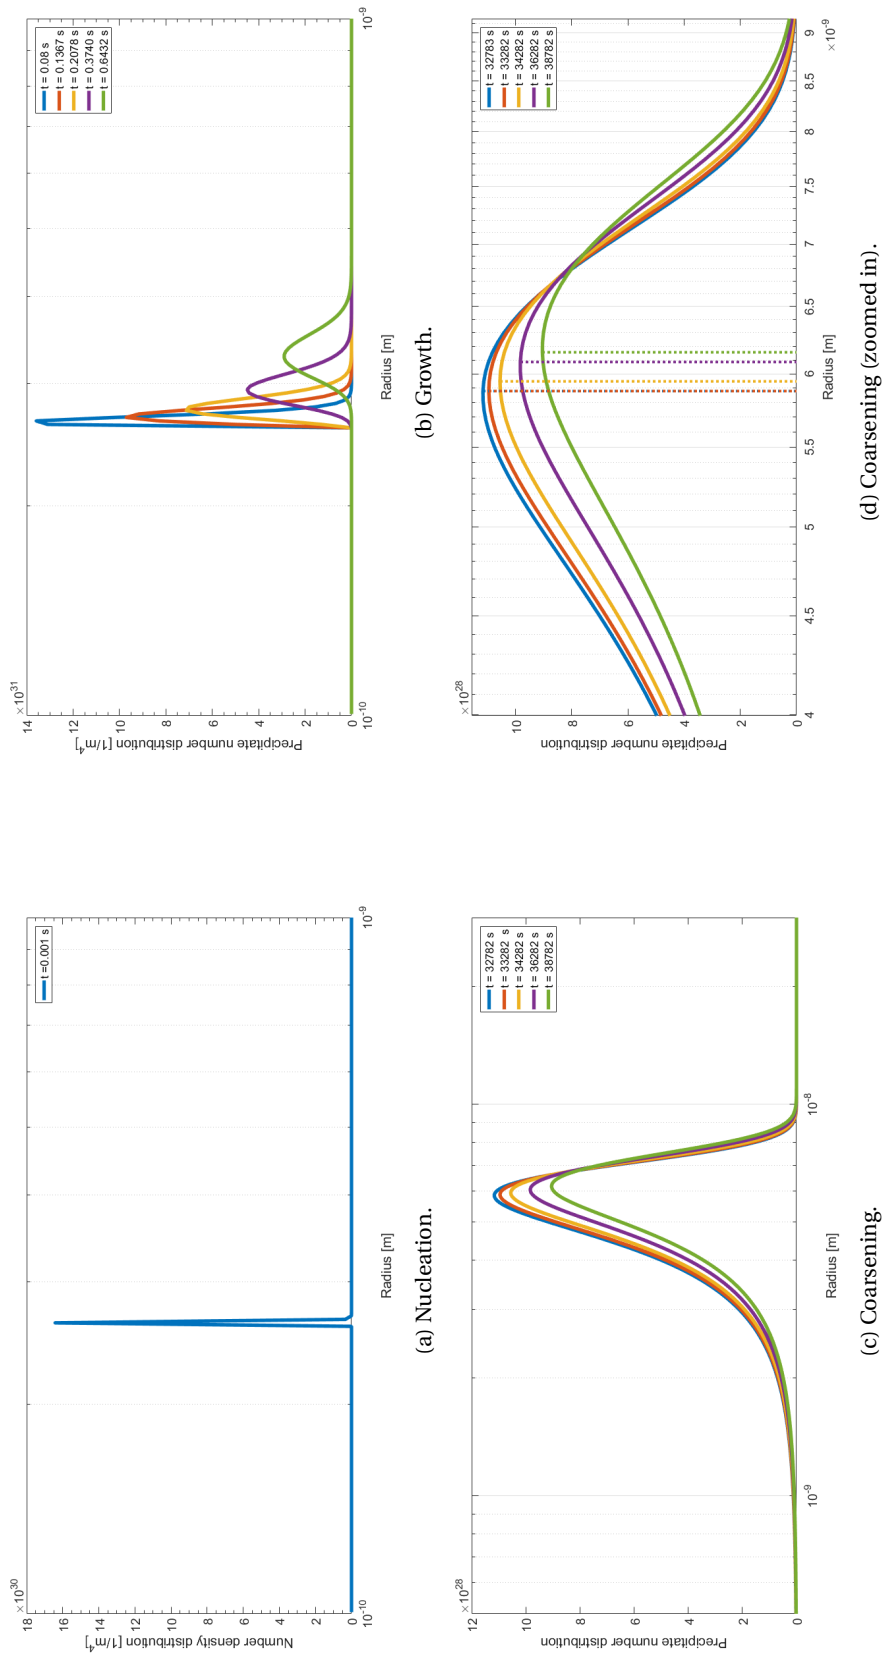 ×10^30
18
16
14
12
10
8
6
4
2
0
Number density distribution [1/m^4]
t =0.001 s
10^-10
10^-9
Radius [m]
(a) Nucleation.
×10^31
14
12
10
8
6
4
2
0
Precipitate number distribution [1/m^4]
t = 0.08 s
t = 0.1367 s
t = 0.2078 s
t = 0.3740 s
t = 0.6432 s
10^-10
10^-9
Radius [m]
(b) Growth.
×10^28
12
10
8
6
4
2
0
Precipitate number distribution
t = 32782 s
t = 33282 s
t = 34282 s
t = 36282 s
t = 38782 s
10^-9
10^-8
Radius [m]
(c) Coarsening.
×10^28
10
8
6
4
2
0
Precipitate number distribution
t = 32783 s
t = 33282 s
t = 34282 s
t = 36282 s
t = 38782 s
4
4.5
5
5.5
6
6.5
7
7.5
8
8.5
9
×10^-9
Radius [m]
(d) Coarsening (zoomed in).